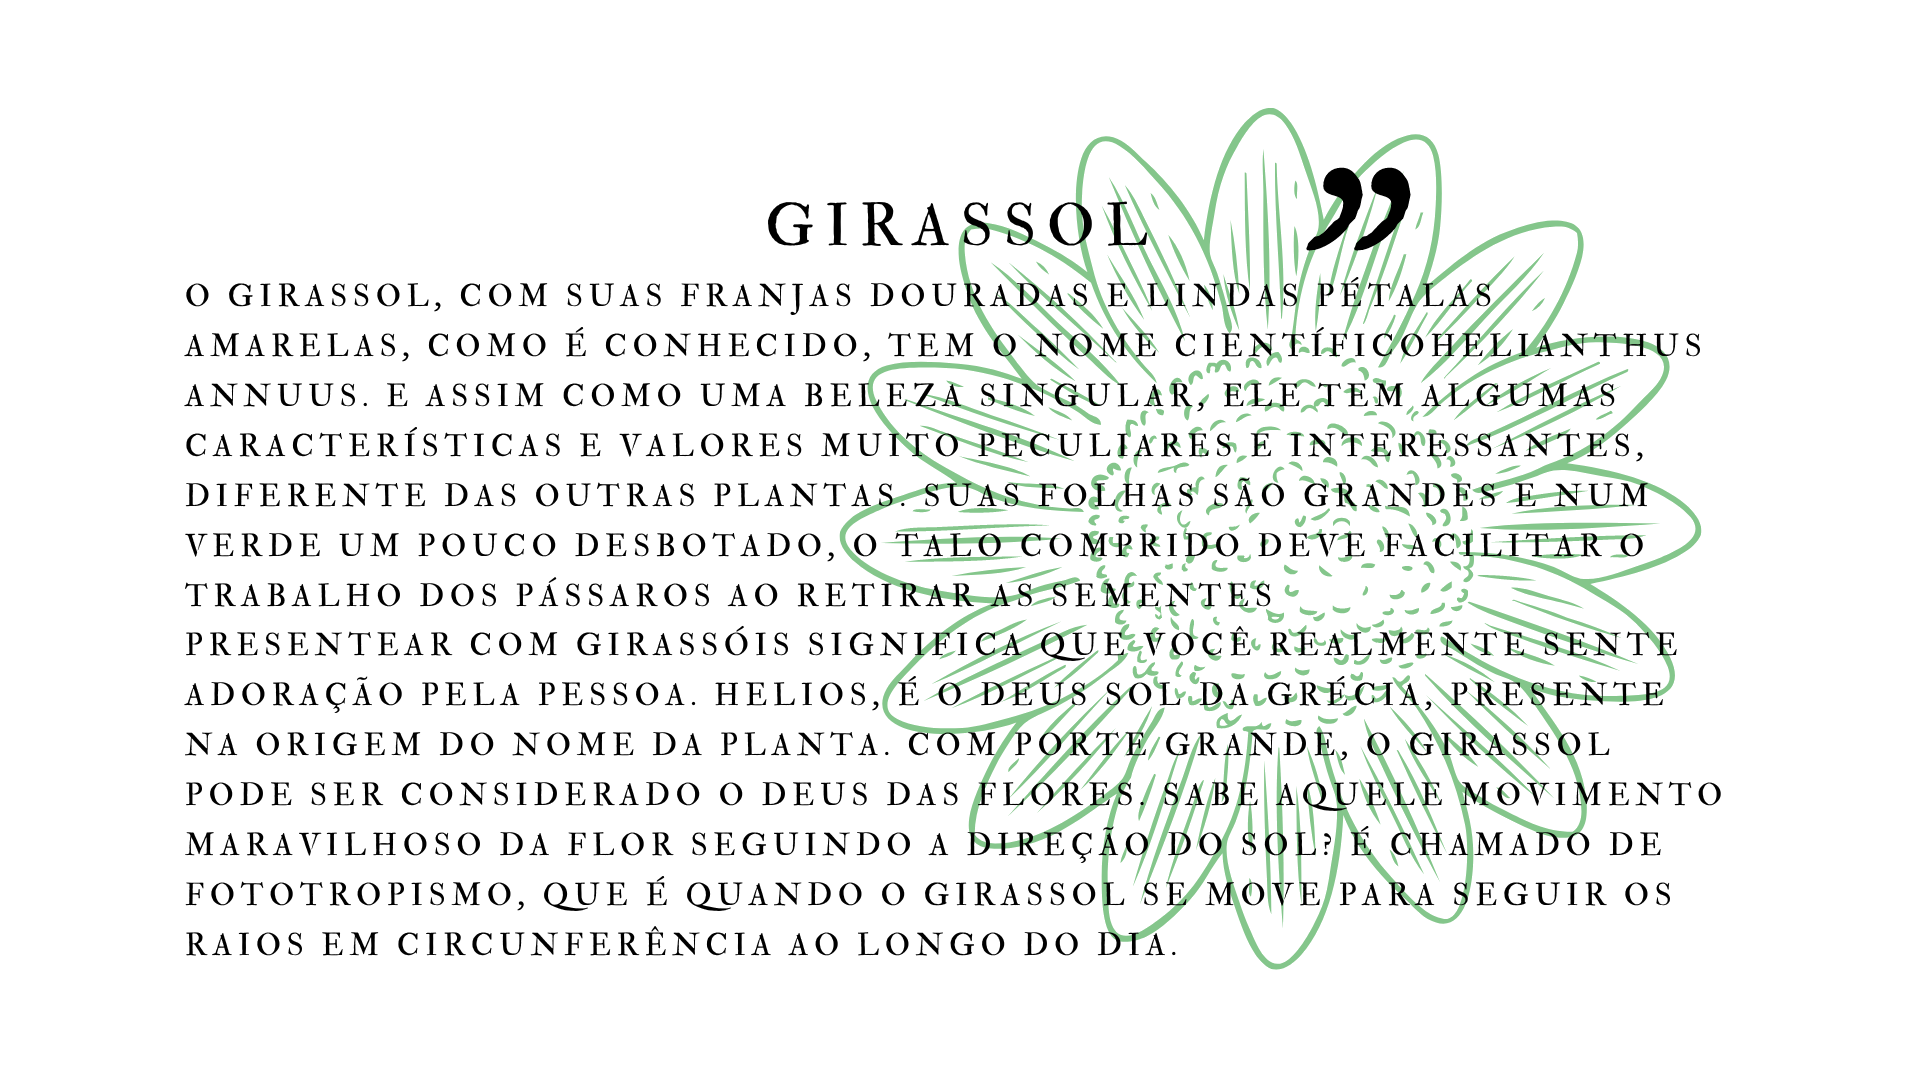 GIRASSOL ”
O GIRASSOL, COM SUAS FRANJAS DOURADAS E LINDAS PÉTALAS
AMARELAS, COMO É CONHECIDO, TEM O NOME CIENTÍFICOHELIANTHUS
ANNUUS. E ASSIM COMO UMA BELEZA SINGULAR, ELE TEM ALGUMAS
CARACTERÍSTICAS E VALORES MUITO PECULIARES E INTERESSANTES,
DIFERENTE DAS OUTRAS PLANTAS. SUAS FOLHAS SÃO GRANDES E NUM
VERDE UM POUCO DESBOTADO, O TALO COMPRIDO DEVE FACILITAR O
TRABALHO DOS PÁSSAROS AO RETIRAR AS SEMENTES
PRESENTEAR COM GIRASSÓIS SIGNIFICA QUE VOCÊ REALMENTE SENTE
ADORAÇÃO PELA PESSOA. HELIOS, É O DEUS SOL DA GRÉCIA, PRESENTE
NA ORIGEM DO NOME DA PLANTA. COM PORTE GRANDE, O GIRASSOL
PODE SER CONSIDERADO O DEUS DAS FLORES. SABE AQUELE MOVIMENTO
MARAVILHOSO DA FLOR SEGUINDO A DIREÇÃO DO SOL? É CHAMADO DE
FOTOTROPISMO, QUE É QUANDO O GIRASSOL SE MOVE PARA SEGUIR OS
RAIOS EM CIRCUNFERÊNCIA AO LONGO DO DIA.